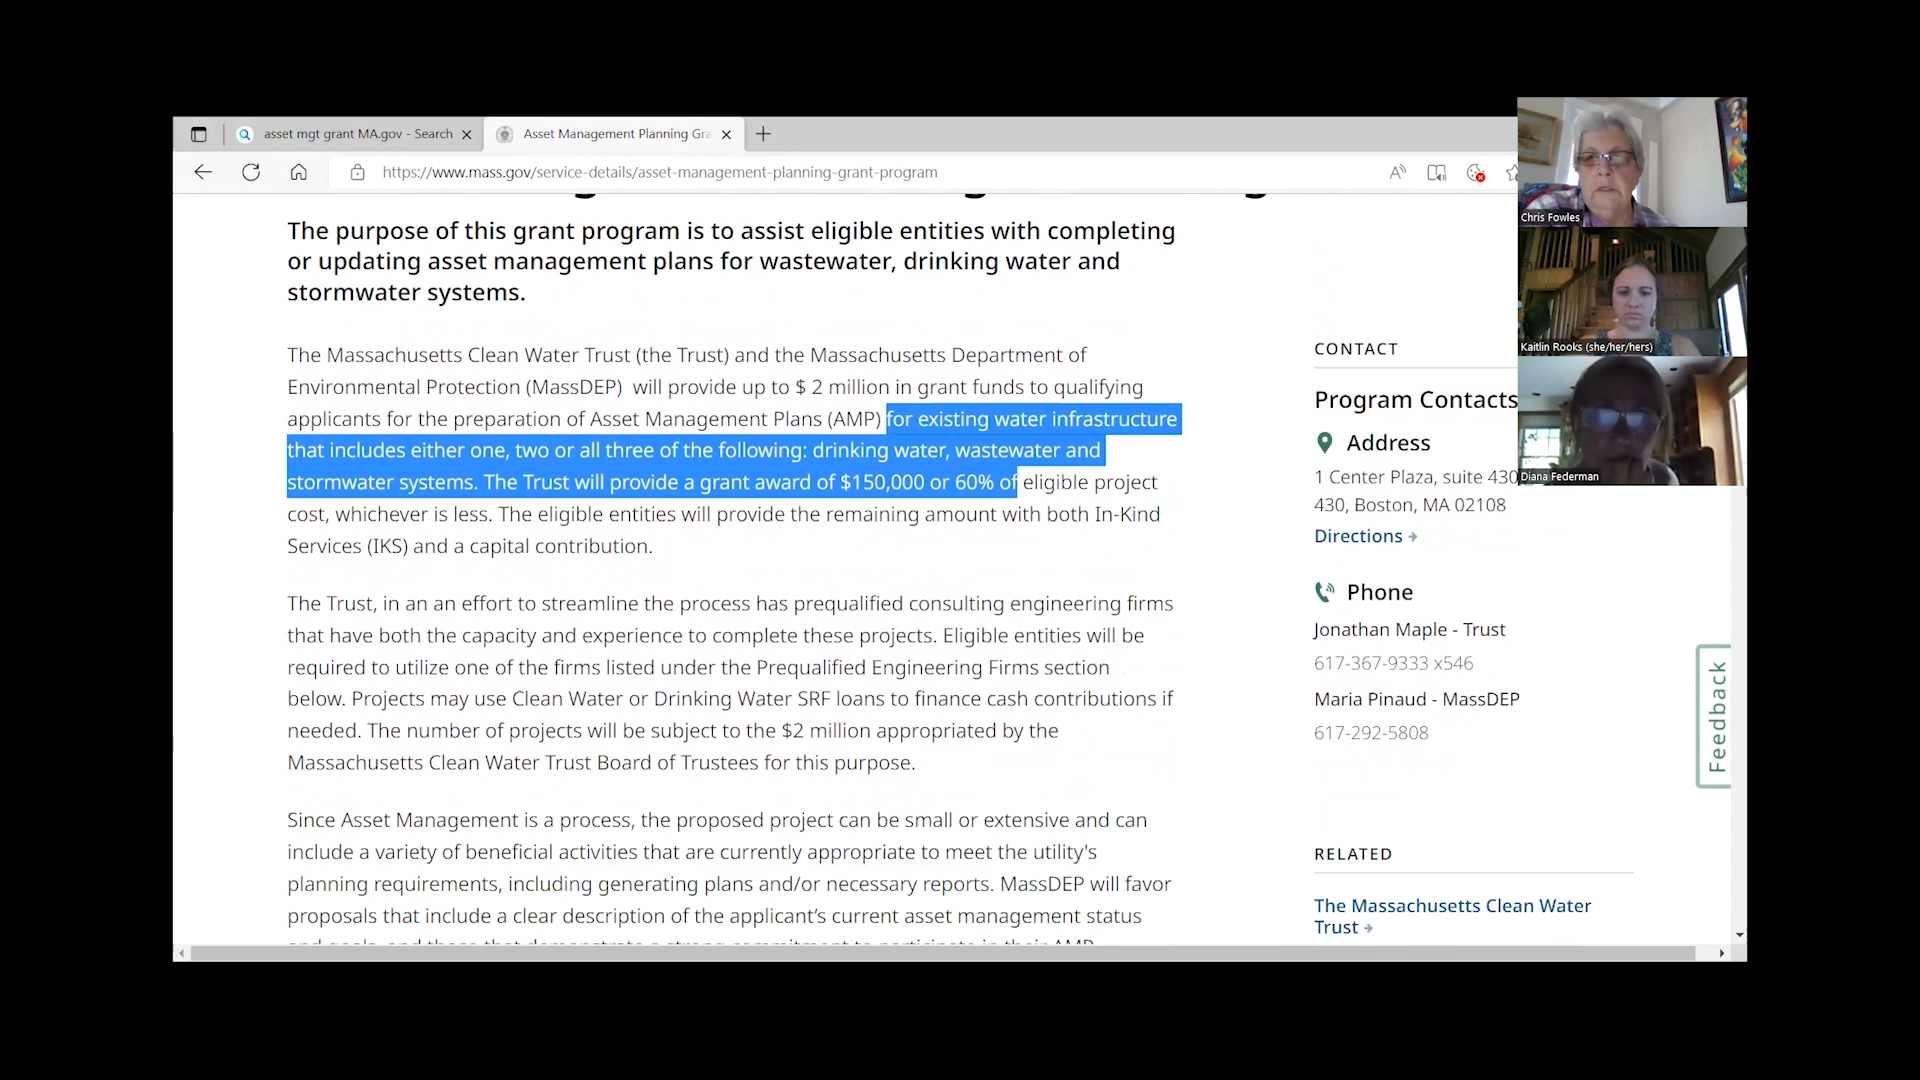 asset mgt grant MA.gov - Search
Asset Management Planning Gra
https://www.mass.gov/service-details/asset-management-planning-grant-program
The purpose of this grant program is to assist eligible entities with completing
or updating asset management plans for wastewater, drinking water and
stormwater systems.
The Massachusetts Clean Water Trust (the Trust) and the Massachusetts Department of
Environmental Protection (MassDEP) will provide up to $ 2 million in grant funds to qualifying
applicants for the preparation of Asset Management Plans (AMP) for existing water infrastructure
that includes either one, two or all three of the following: drinking water, wastewater and
stormwater systems. The Trust will provide a grant award of $150,000 or 60% of eligible project
cost, whichever is less. The eligible entities will provide the remaining amount with both In-Kind
Services (IKS) and a capital contribution.
The Trust, in an an effort to streamline the process has prequalified consulting engineering firms
that have both the capacity and experience to complete these projects. Eligible entities will be
required to utilize one of the firms listed under the Prequalified Engineering Firms section
below. Projects may use Clean Water or Drinking Water SRF loans to finance cash contributions if
needed. The number of projects will be subject to the $2 million appropriated by the
Massachusetts Clean Water Trust Board of Trustees for this purpose.
Since Asset Management is a process, the proposed project can be small or extensive and can
include a variety of beneficial activities that are currently appropriate to meet the utility's
planning requirements, including generating plans and/or necessary reports. MassDEP will favor
proposals that include a clear description of the applicant's current asset management status
and goals, and those that demonstrate a strong commitment to participate in their AMP
CONTACT
Program Contacts
Address
1 Center Plaza, suite 430
430, Boston, MA 02108
Directions
Phone
Jonathan Maple - Trust
617-367-9333 x546
Maria Pinaud - MassDEP
617-292-5808
RELATED
The Massachusetts Clean Water
Trust
Feedback
Chris Fowles
Kaitlin Rooks (she/her/hers)
Diana Federman